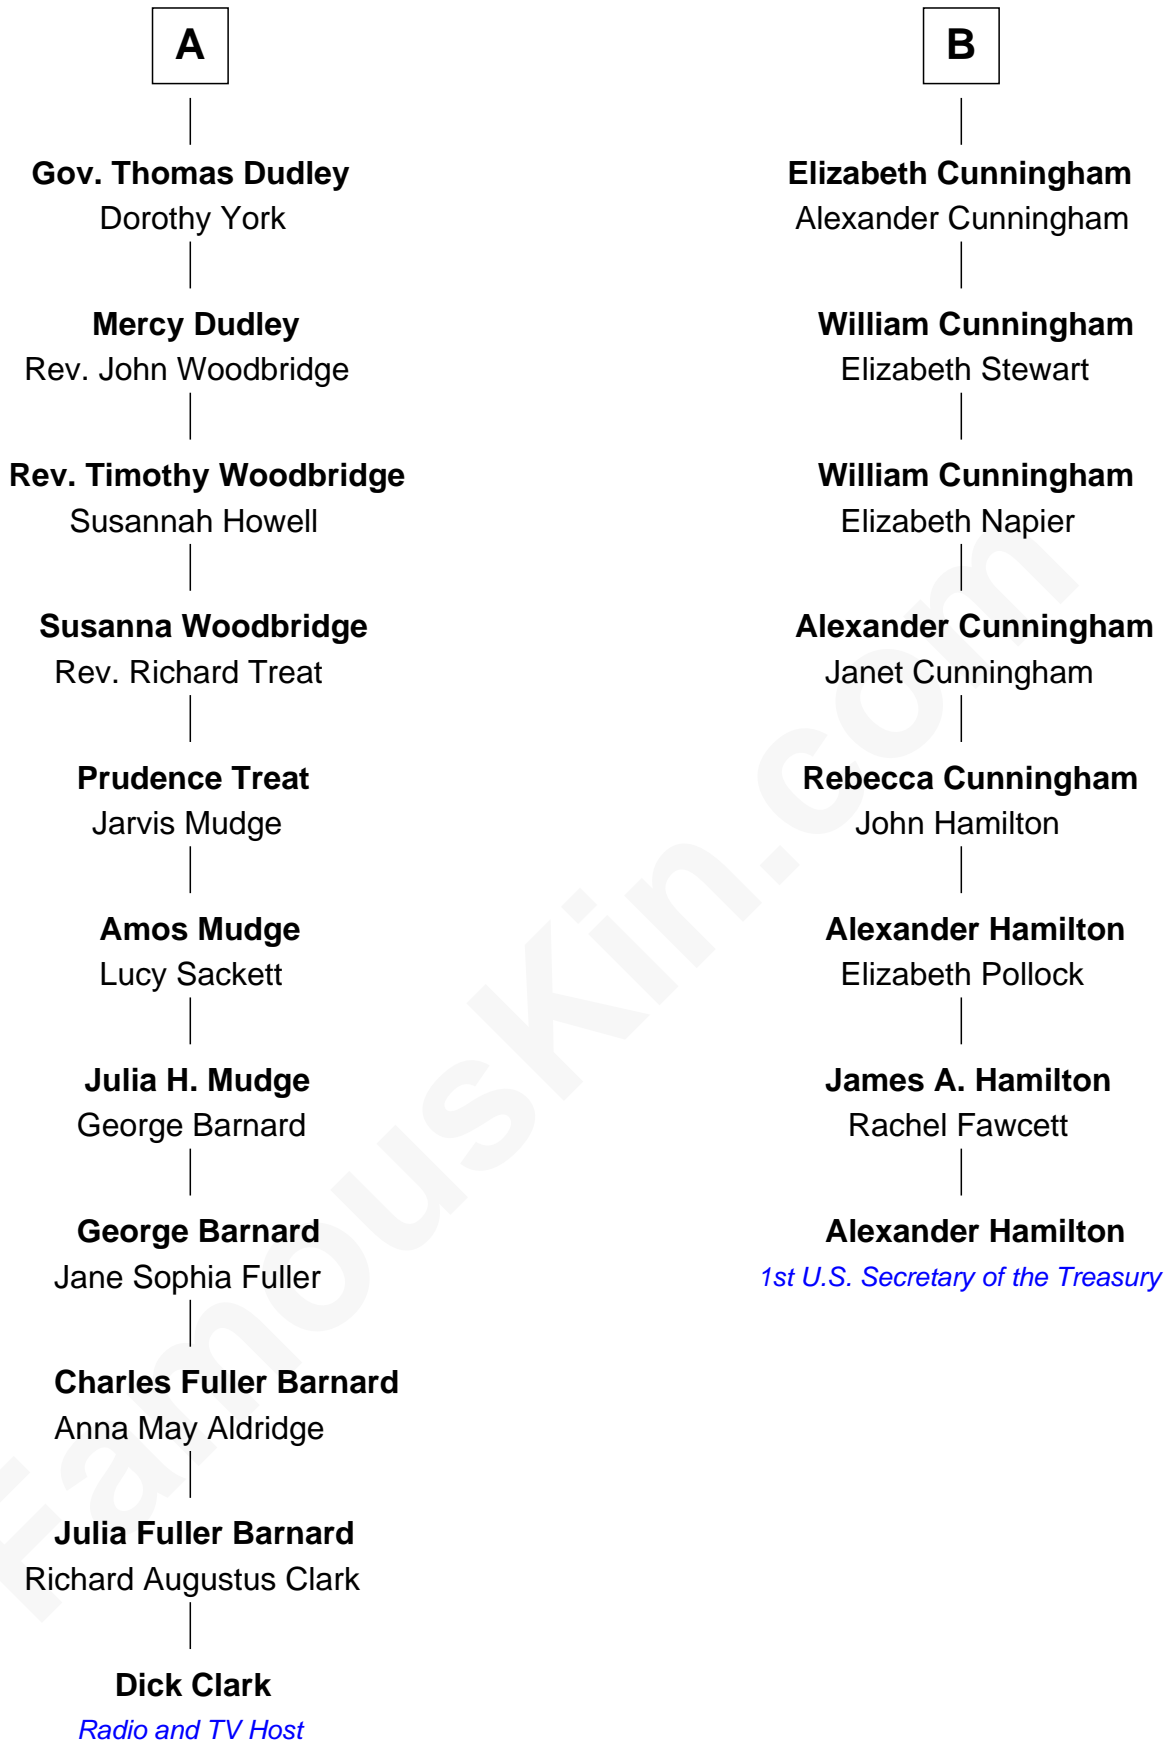 A
Gov. Thomas Dudley
Dorothy York
Mercy Dudley
Rev. John Woodbridge
Rev. Timothy Woodbridge
Susannah Howell
Susanna Woodbridge
Rev. Richard Treat
Prudence Treat
Jarvis Mudge
Amos Mudge
Lucy Sackett
Julia H. Mudge
George Barnard
George Barnard
Jane Sophia Fuller
Charles Fuller Barnard
Anna May Aldridge
Julia Fuller Barnard
Richard Augustus Clark
Dick Clark
Radio and TV Host
B
Elizabeth Cunningham
Alexander Cunningham
William Cunningham
Elizabeth Stewart
William Cunningham
Elizabeth Napier
Alexander Cunningham
Janet Cunningham
Rebecca Cunningham
John Hamilton
Alexander Hamilton
Elizabeth Pollock
James A. Hamilton
Rachel Fawcett
Alexander Hamilton
1st U.S. Secretary of the Treasury
FamousKin.com